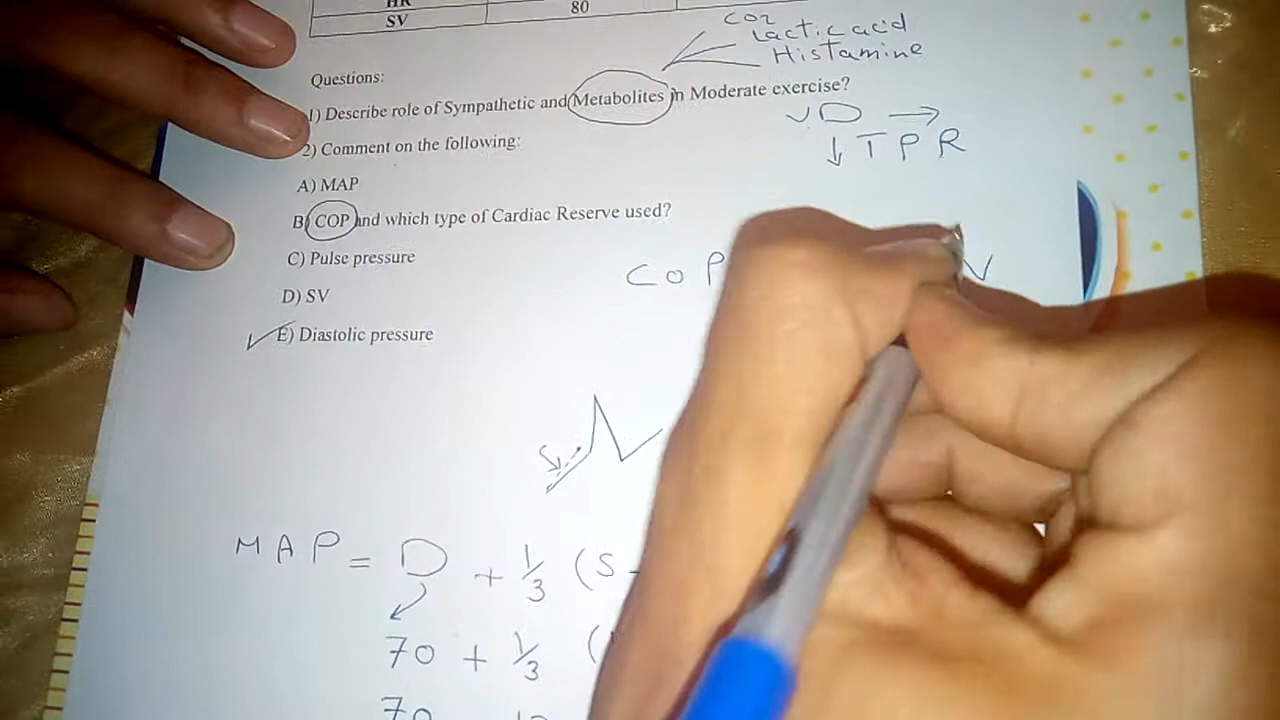 HR
SV 80
CO2
Lactic acid
Histamine
Questions:
1) Describe role of Sympathetic and Metabolites in Moderate exercise?
VD →
↓ TPR
2) Comment on the following:
A) MAP
B) COP and which type of Cardiac Reserve used?
C) Pulse pressure
COP V
D) SV
E) Diastolic pressure
MAP = D + 1/3 (S -
70 + 1/3 (
70